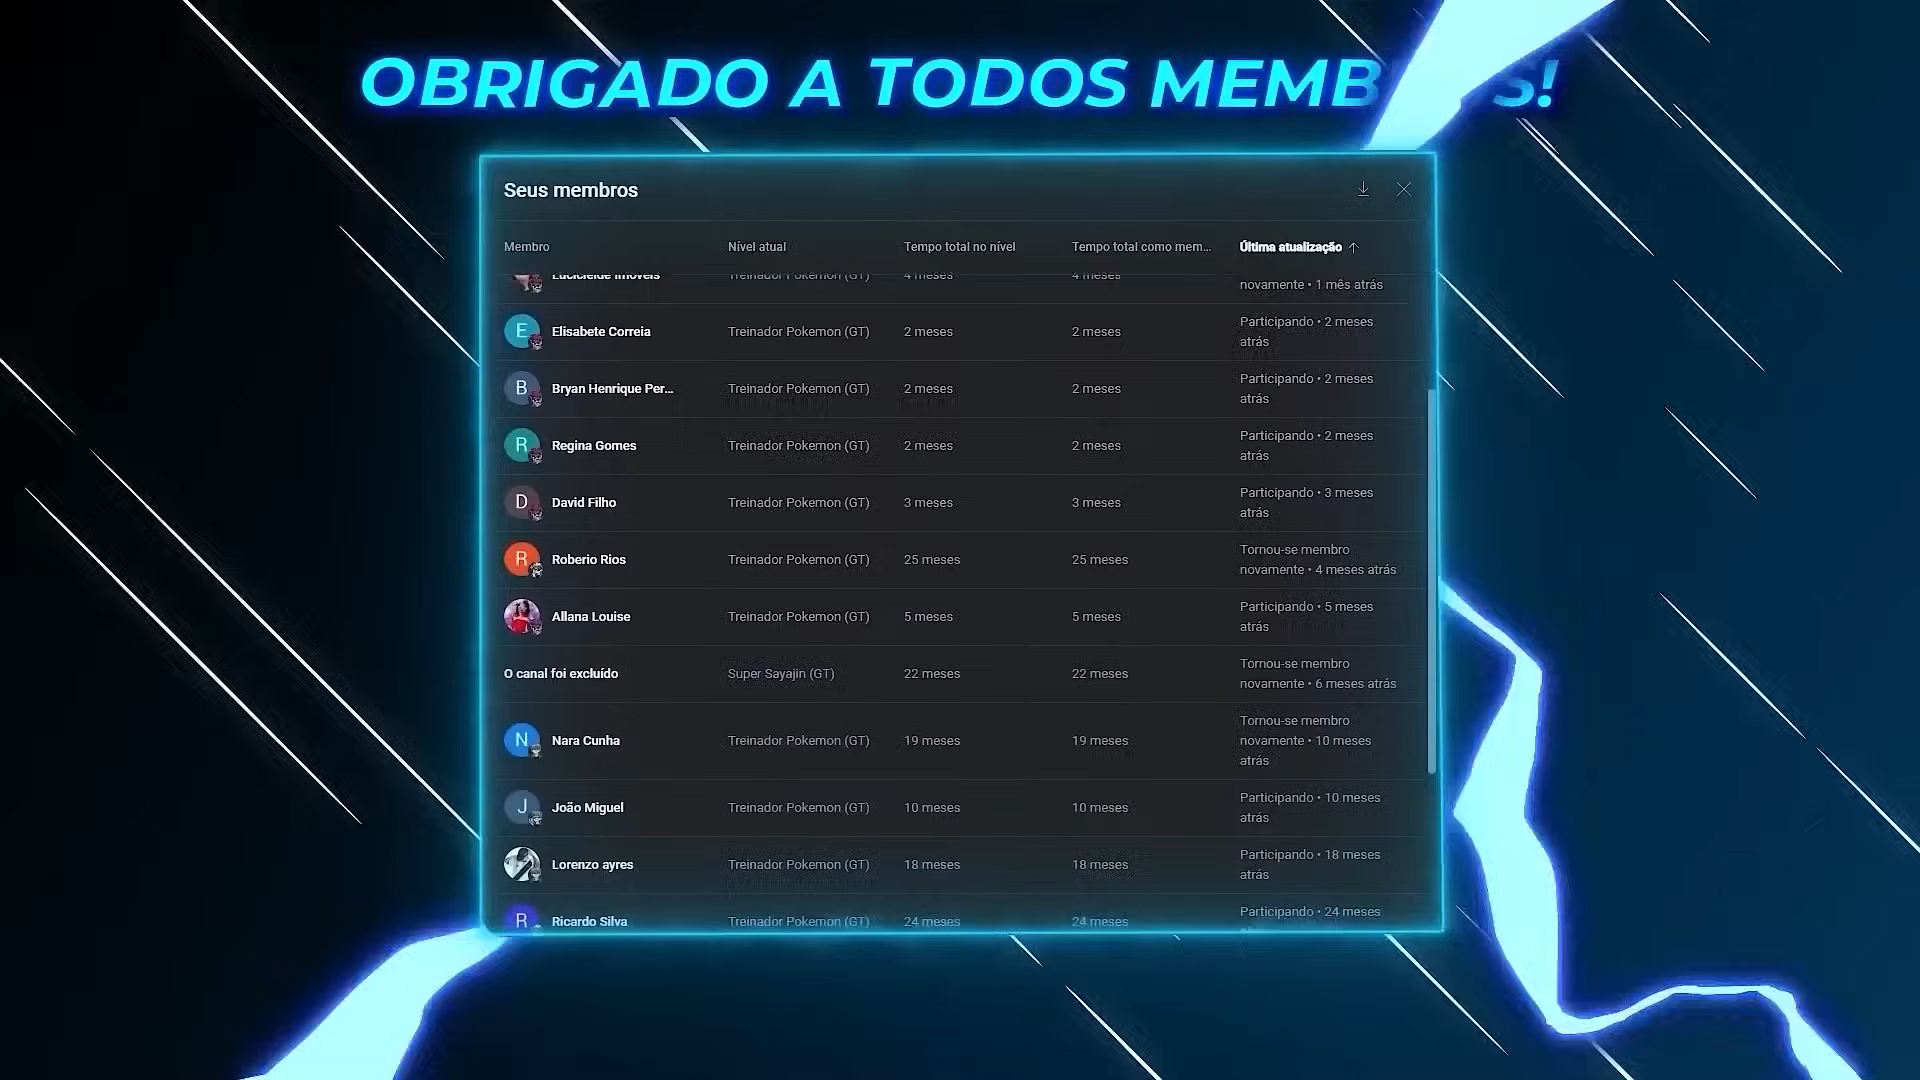 OBRIGADO A TODOS MEMB S!
Seus membros
Membro Nível atual Tempo total no nível Tempo total como mem... Última atualização
Lucicleide Imóveis Treinador Pokemon (GT) 4 meses 4 meses
novamente • 1 mês atrás
E Elisabete Correia Treinador Pokemon (GT) 2 meses 2 meses Participando • 2 meses
atrás
B Bryan Henrique Per... Treinador Pokemon (GT) 2 meses 2 meses Participando • 2 meses
atrás
R Regina Gomes Treinador Pokemon (GT) 2 meses 2 meses Participando • 2 meses
atrás
D David Filho Treinador Pokemon (GT) 3 meses 3 meses Participando • 3 meses
atrás
R Roberio Rios Treinador Pokemon (GT) 25 meses 25 meses Tornou-se membro
novamente • 4 meses atrás
Allana Louise Treinador Pokemon (GT) 5 meses 5 meses Participando • 5 meses
atrás
O canal foi excluído Super Sayajin (GT) 22 meses 22 meses Tornou-se membro
novamente • 6 meses atrás
N Nara Cunha Treinador Pokemon (GT) 19 meses 19 meses Tornou-se membro
novamente • 10 meses
atrás
J João Miguel Treinador Pokemon (GT) 10 meses 10 meses Participando • 10 meses
atrás
Lorenzo ayres Treinador Pokemon (GT) 18 meses 18 meses Participando • 18 meses
atrás
R Ricardo Silva Treinador Pokemon (GT) 24 meses 24 meses Participando • 24 meses